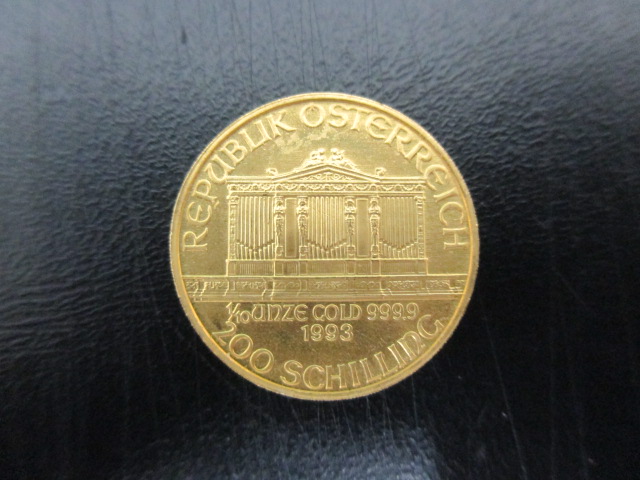 REPUBLIK ÖSTERREICH
1/10 UNZE GOLD 999.9
1993
200 SCHILLING